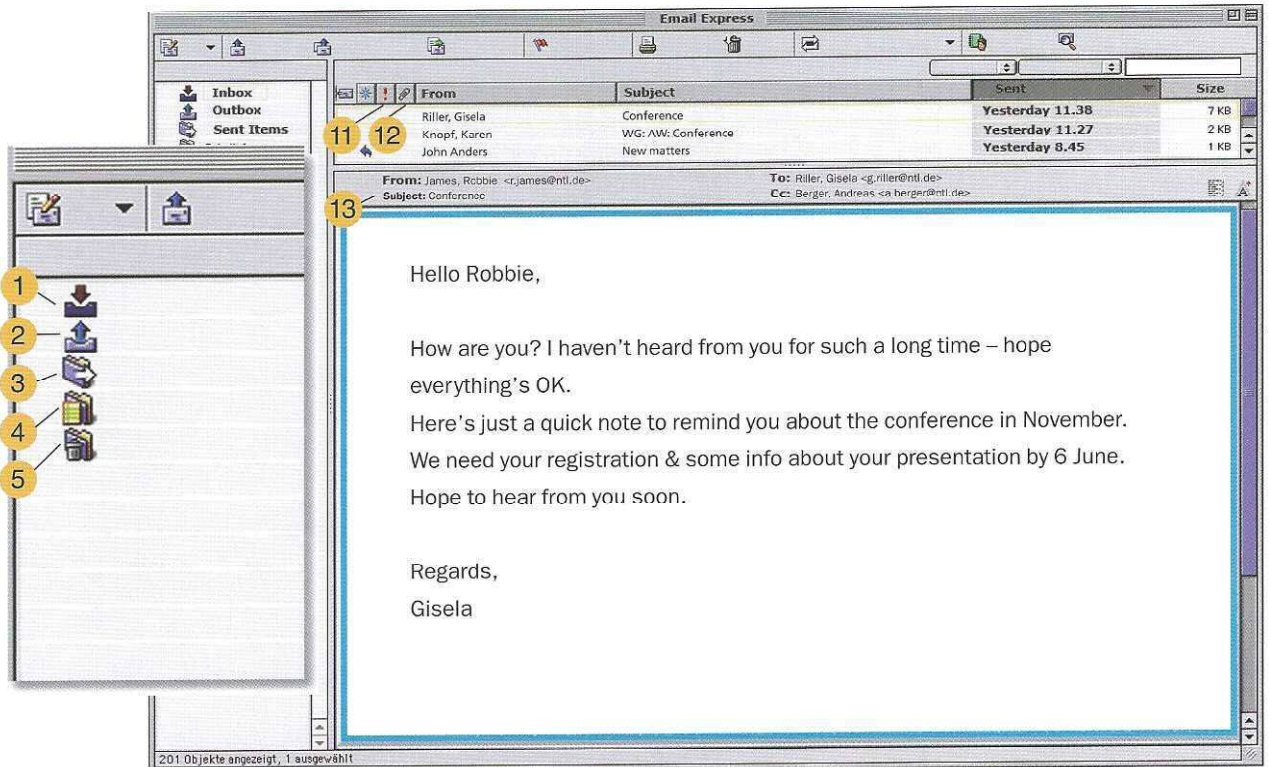 Email Express
Inbox
Outbox
Sent Items
From Subject Sent Size
Riller, Gisela Conference Yesterday 11.38 7 KB
Knopf, Karen WG: AW: Conference Yesterday 11.27 2 KB
John Anders New matters Yesterday 8.45 1 KB
11 12
From: James, Robbie <r.james@ntl.de> To: Riller, Gisela <g.riller@ntl.de>
Subject: Conference Cc: Berger, Andreas <a.berger@ntl.de>
13
1
2
3
4
5
Hello Robbie,
How are you? I haven't heard from you for such a long time – hope
everything's OK.
Here's just a quick note to remind you about the conference in November.
We need your registration & some info about your presentation by 6 June.
Hope to hear from you soon.
Regards,
Gisela
201 Objekte angezeigt, 1 ausgewählt